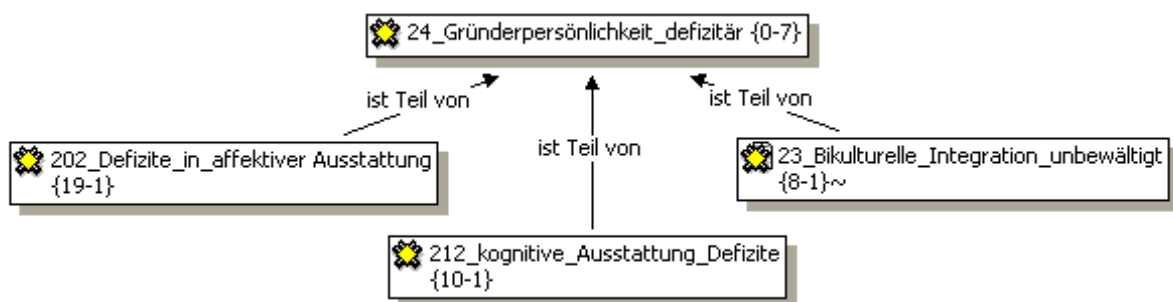 24_Gründerpersönlichkeit_defizitär {0-7}
ist Teil von
ist Teil von
ist Teil von
202_Defizite_in_affektiver Ausstattung
{19-1}
23_Bikulturelle_Integration_unbewältigt
{8-1}~
212_kognitive_Ausstattung_Defizite
{10-1}